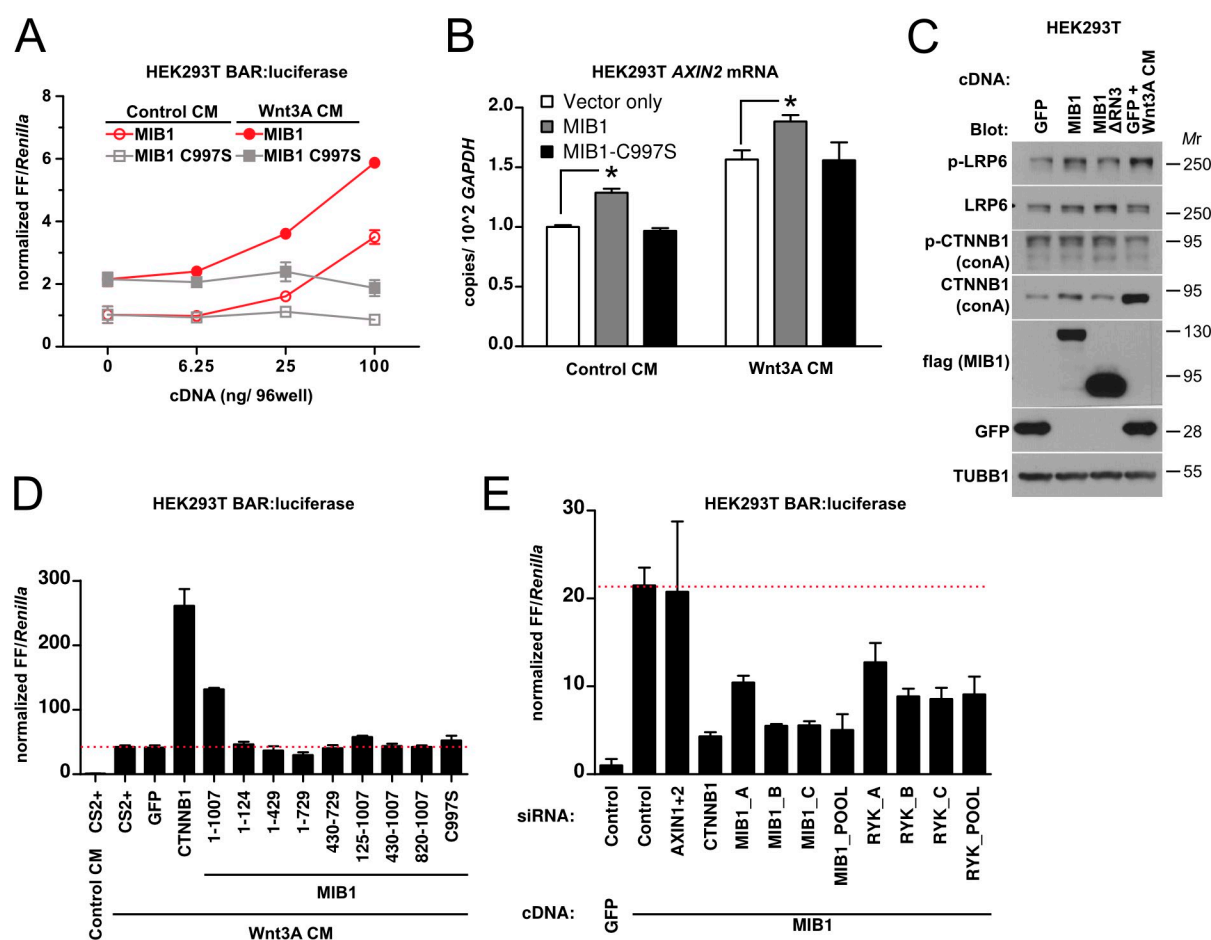 A
HEK293T BAR:luciferase
Control CM Wnt3A CM
MIB1 MIB1
MIB1 C997S MIB1 C997S
normalized FF/Renilla
8
6
4
2
0
0 6.25 25 100
cDNA (ng/ 96well)
B
HEK293T AXIN2 mRNA
Vector only
MIB1
MIB1-C997S
copies/ 10^2 GAPDH
2.0
1.5
1.0
0.5
0.0
* *
Control CM Wnt3A CM
C
HEK293T
cDNA: GFP MIB1 MIB1 ΔRN3 GFP + Wnt3A CM
Blot: Mr
p-LRP6 250
LRP6 250
p-CTNNB1 95
(conA)
CTNNB1 95
(conA)
130
flag (MIB1)
95
GFP 28
TUBB1 55
D
HEK293T BAR:luciferase
normalized FF/Renilla
300
200
100
0
CS2+ CS2+ GFP CTNNB1 1-1007 1-124 1-429 1-729 430-729 125-1007 430-1007 820-1007 C997S
MIB1
Control CM
Wnt3A CM
E
HEK293T BAR:luciferase
normalized FF/Renilla
30
20
10
0
siRNA: Control Control AXIN1+2 CTNNB1 MIB1_A MIB1_B MIB1_C MIB1_POOL RYK_A RYK_B RYK_C RYK_POOL
cDNA: GFP MIB1